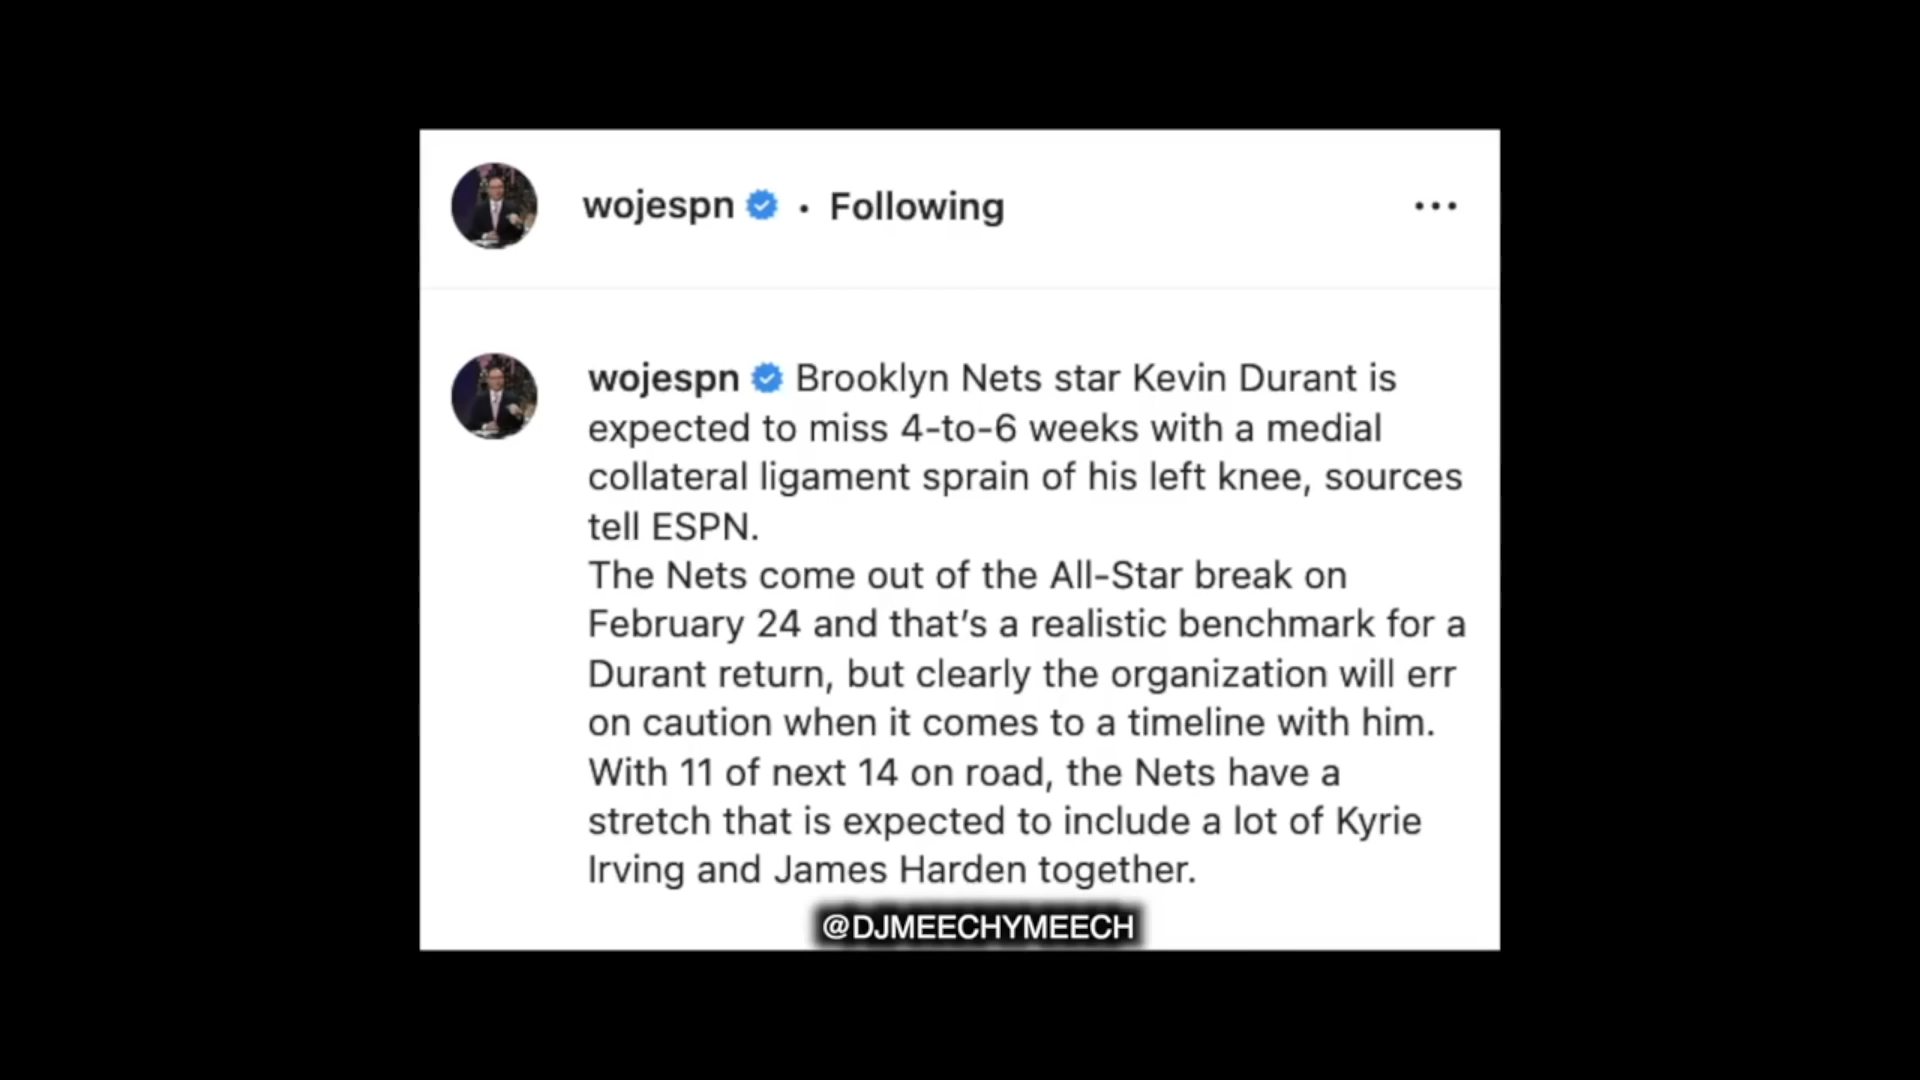 wojespn • Following
wojespn Brooklyn Nets star Kevin Durant is
expected to miss 4-to-6 weeks with a medial
collateral ligament sprain of his left knee, sources
tell ESPN.
The Nets come out of the All-Star break on
February 24 and that's a realistic benchmark for a
Durant return, but clearly the organization will err
on caution when it comes to a timeline with him.
With 11 of next 14 on road, the Nets have a
stretch that is expected to include a lot of Kyrie
Irving and James Harden together.
@DJMEECHYMEECH